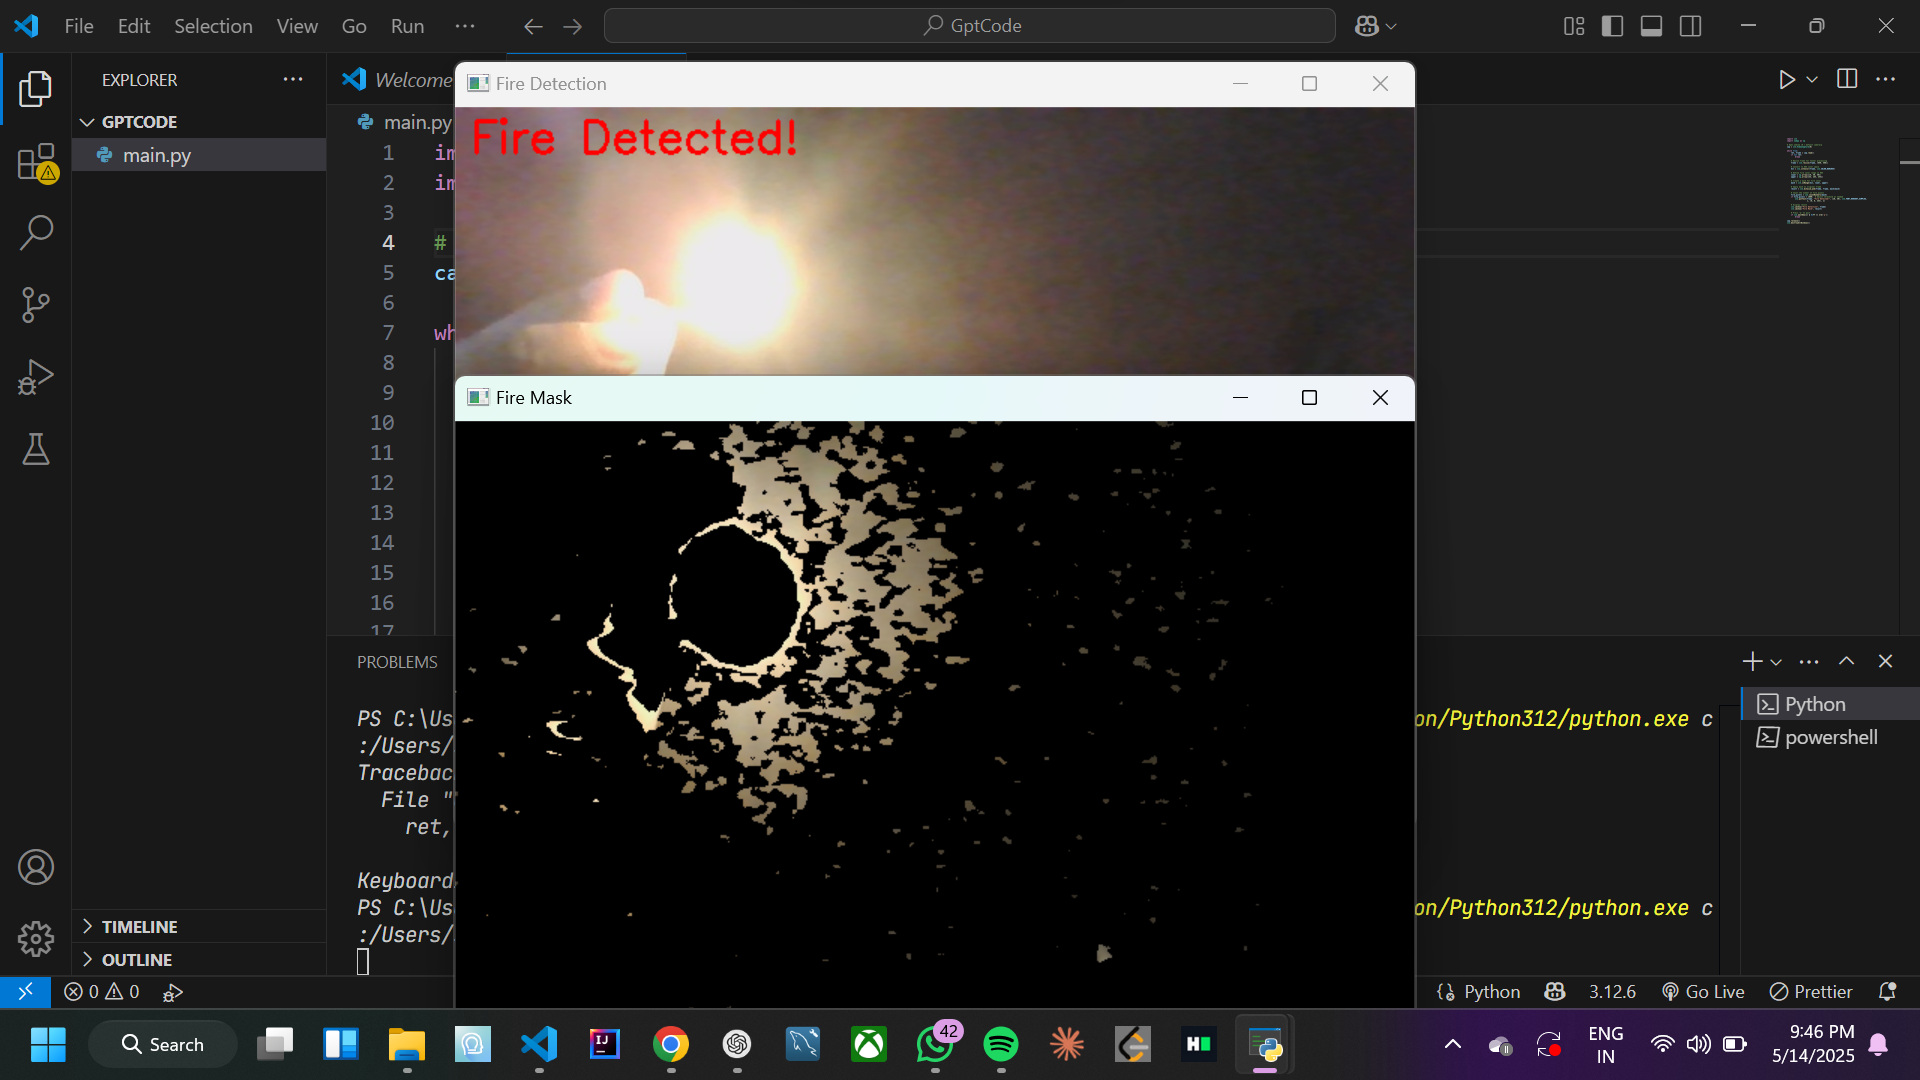 File Edit Selection View Go Run
GptCode
EXPLORER
GPTCODE
main.py
TIMELINE
OUTLINE
Welcome
main.py
1
2
3
4 #
5
6
7
8
9
10
11
12
13
14
15
16
17
Fire Detection
Fire Detected!
Fire Mask
PROBLEMS
PS C:\Us
on/Python312/python.exe c
:/Users/
Tracebac
File "
ret,
Keyboard
PS C:\Us
on/Python312/python.exe c
:/Users/
Python
powershell
0 0
Python 3.12.6 Go Live Prettier
Search
IJ
42
ENG
IN
9:46 PM
5/14/2025